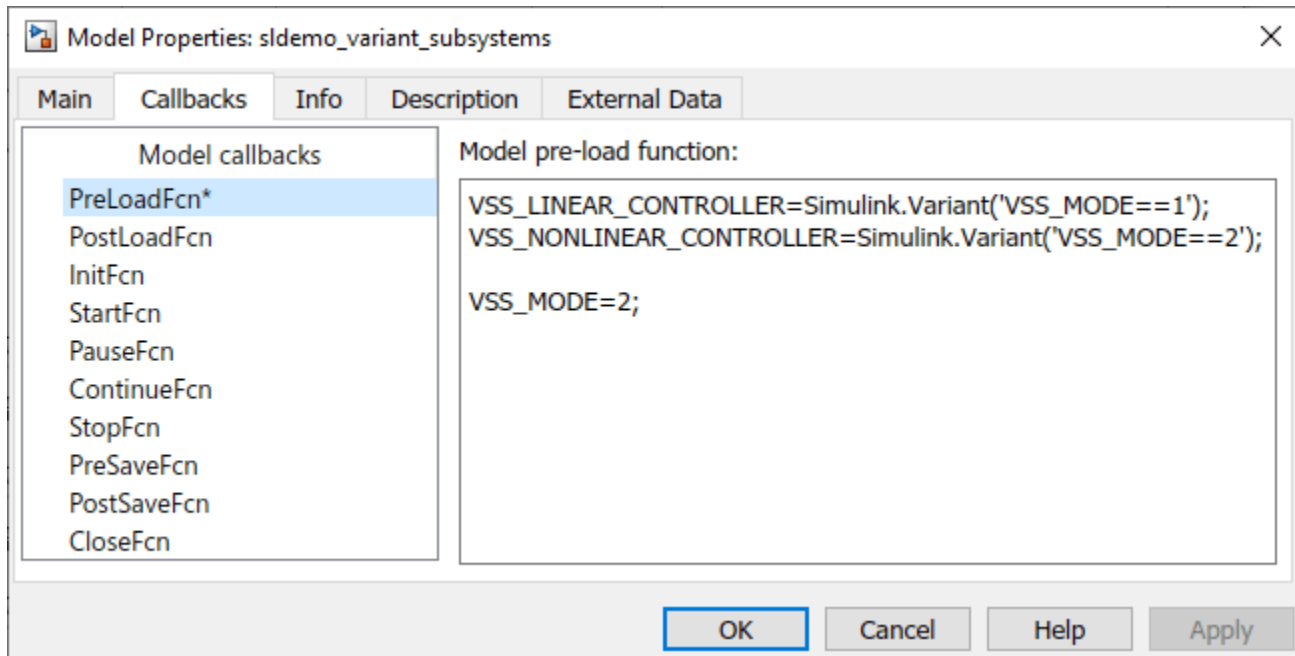 Model Properties: sldemo_variant_subsystems
Main Callbacks Info Description External Data
Model callbacks
PreLoadFcn*
PostLoadFcn
InitFcn
StartFcn
PauseFcn
ContinueFcn
StopFcn
PreSaveFcn
PostSaveFcn
CloseFcn
Model pre-load function:
VSS_LINEAR_CONTROLLER=Simulink.Variant('VSS_MODE==1');
VSS_NONLINEAR_CONTROLLER=Simulink.Variant('VSS_MODE==2');
VSS_MODE=2;
OK Cancel Help Apply